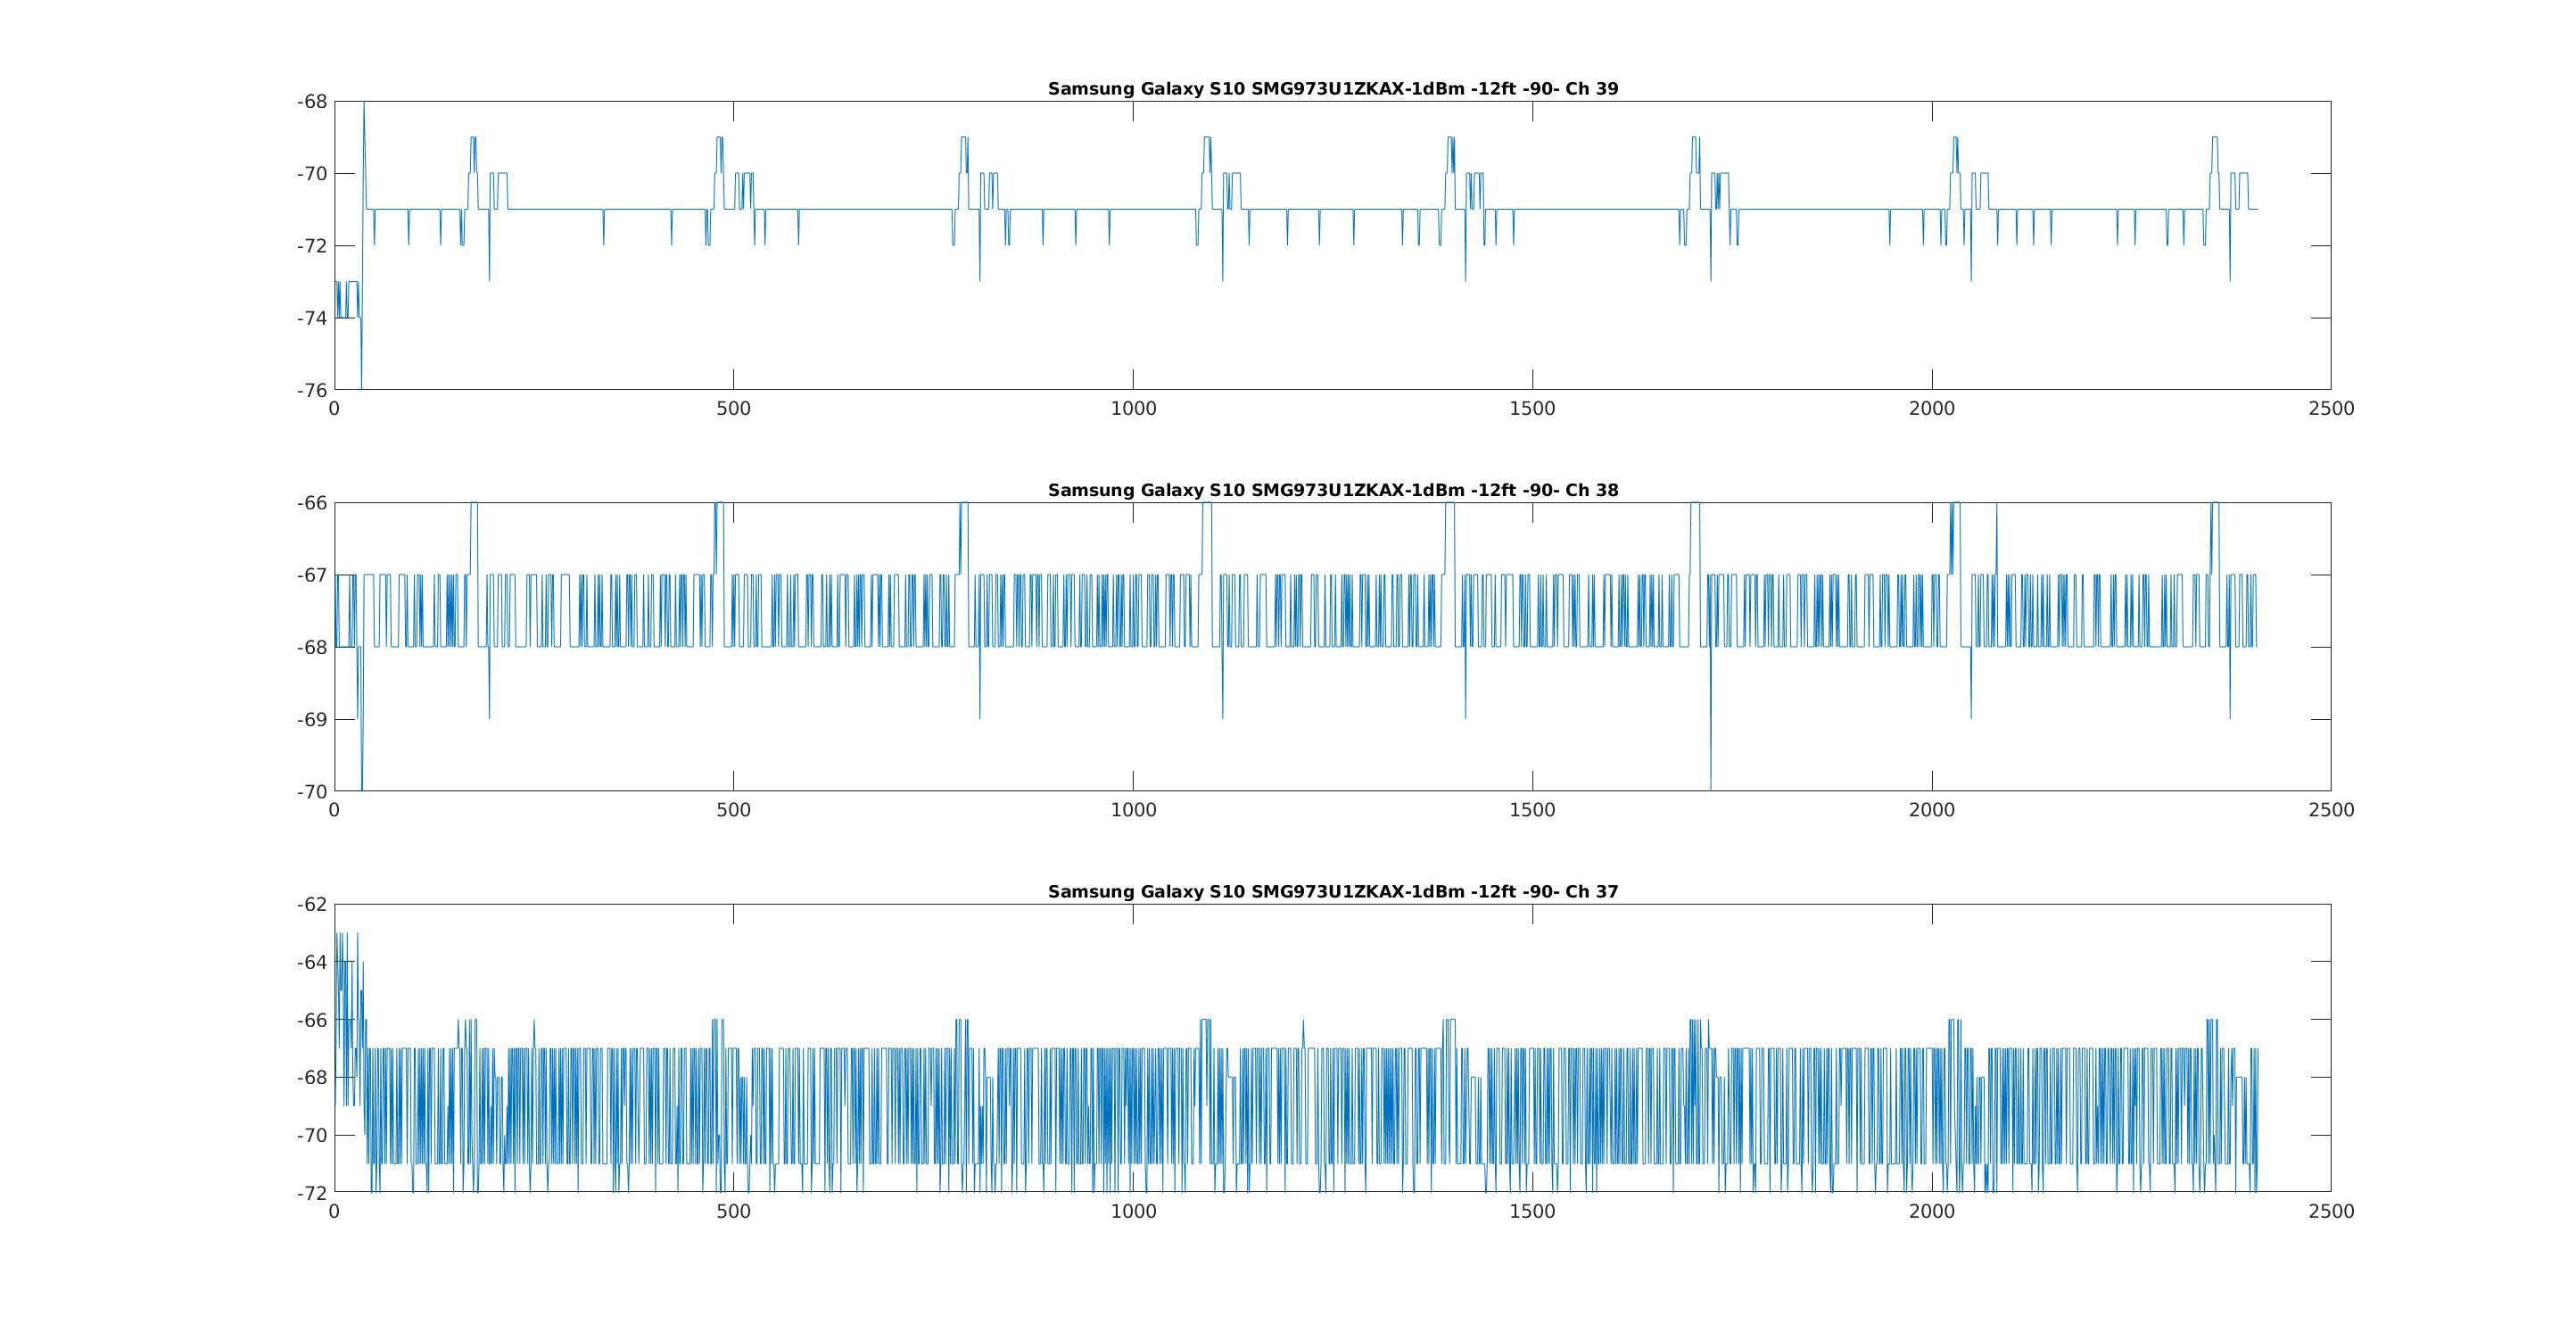 Samsung Galaxy S10 SMG973U1ZKAX-1dBm -12ft -90- Ch 39
-68
-70
-72
-74
-76
0 500 1000 1500 2000 2500
Samsung Galaxy S10 SMG973U1ZKAX-1dBm -12ft -90- Ch 38
-66
-67
-68
-69
-70
0 500 1000 1500 2000 2500
Samsung Galaxy S10 SMG973U1ZKAX-1dBm -12ft -90- Ch 37
-62
-64
-66
-68
-70
-72
0 500 1000 1500 2000 2500